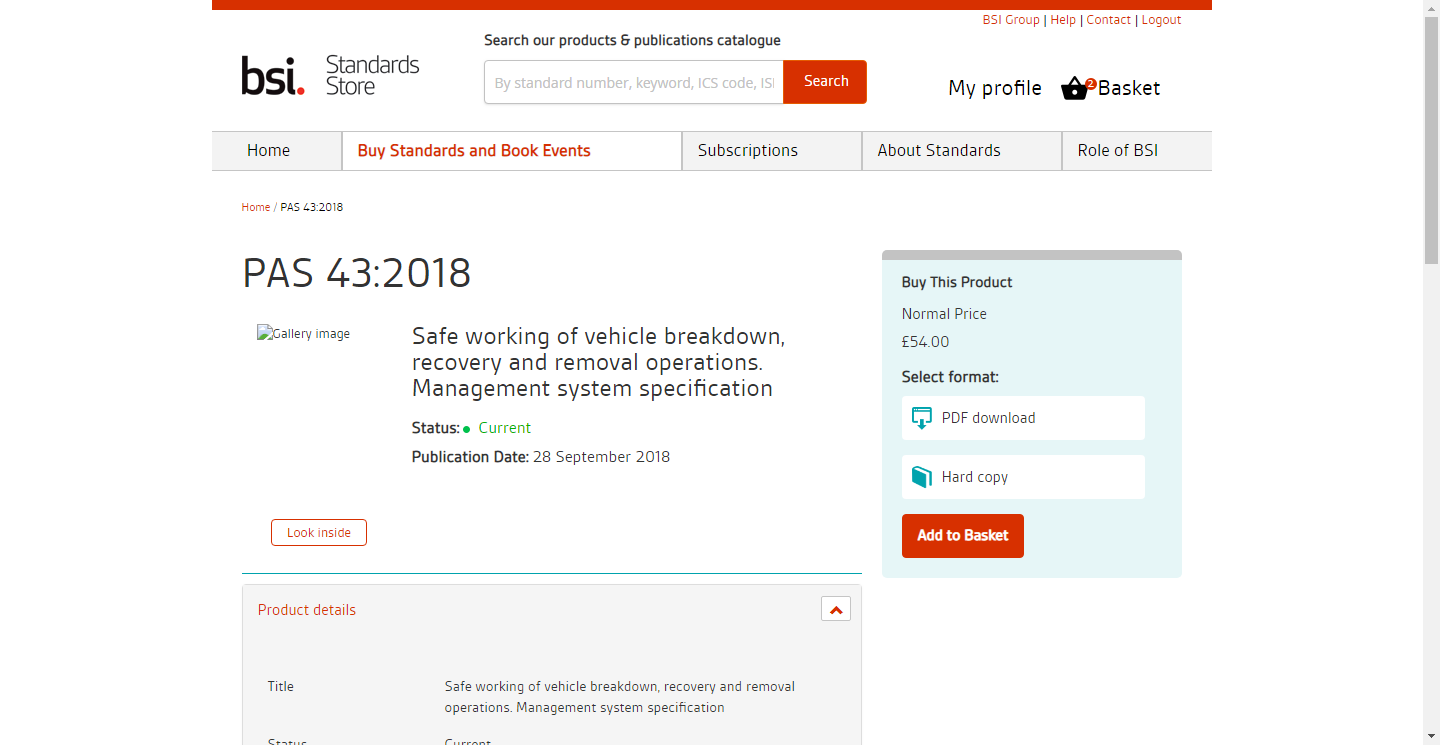 BSI Group | Help | Contact | Logout
Search our products & publications catalogue
bsi. Standards Store
By standard number, keyword, ICS code, ISI
Search
My profile
2
Basket
Home
Buy Standards and Book Events
Subscriptions
About Standards
Role of BSI
Home / PAS 43:2018
PAS 43:2018
Gallery image
Safe working of vehicle breakdown,
recovery and removal operations.
Management system specification
Status: Current
Publication Date: 28 September 2018
Look inside
Buy This Product
Normal Price
£54.00
Select format:
PDF download
Hard copy
Add to Basket
Product details
Title
Safe working of vehicle breakdown, recovery and removal
operations. Management system specification
Status
Current